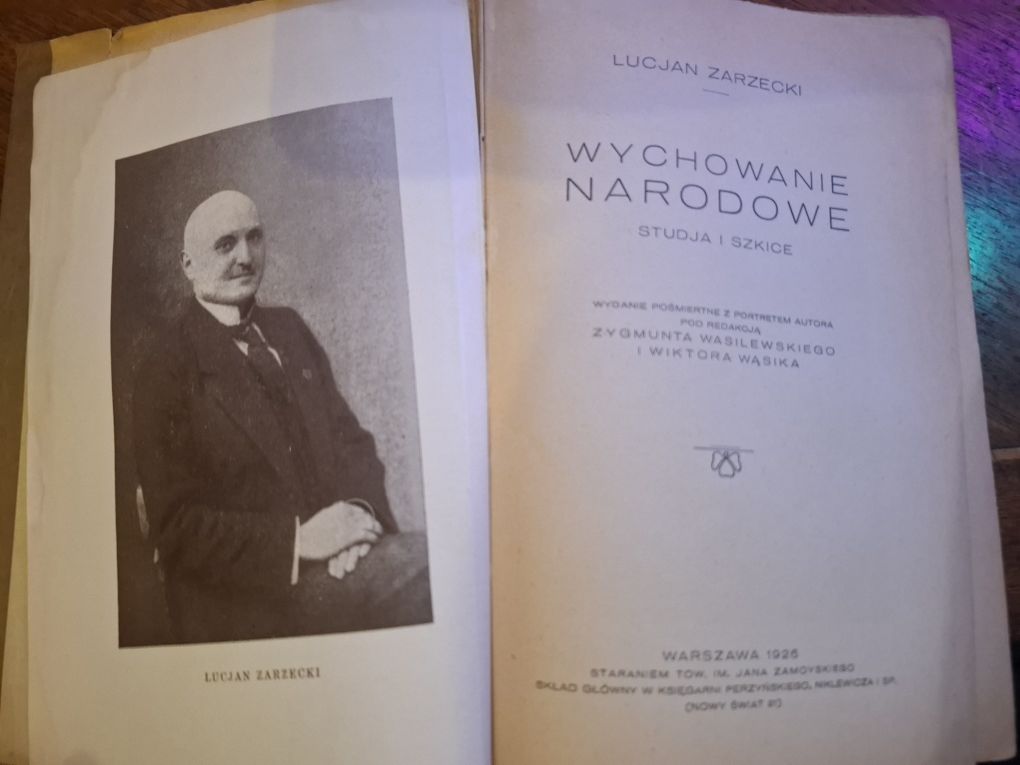 LUCJAN ZARZECKI
LUCJAN ZARZECKI
WYCHOWANIE
NARODOWE
STUDJA I SZKICE
WYDANIE POŚMIERTNE Z PORTRETEM AUTORA
POD REDAKCJĄ
ZYGMUNTA WASILEWSKIEGO
I WIKTORA WĄSIKA
WARSZAWA 1926
STARANIEM TOW. IM. JANA ZAMOYSKIEGO
SKŁAD GŁÓWNY W KSIĘGARNI PERZYŃSKIEGO, NIKLEWICZA I SP.
(NOWY ŚWIAT 21)